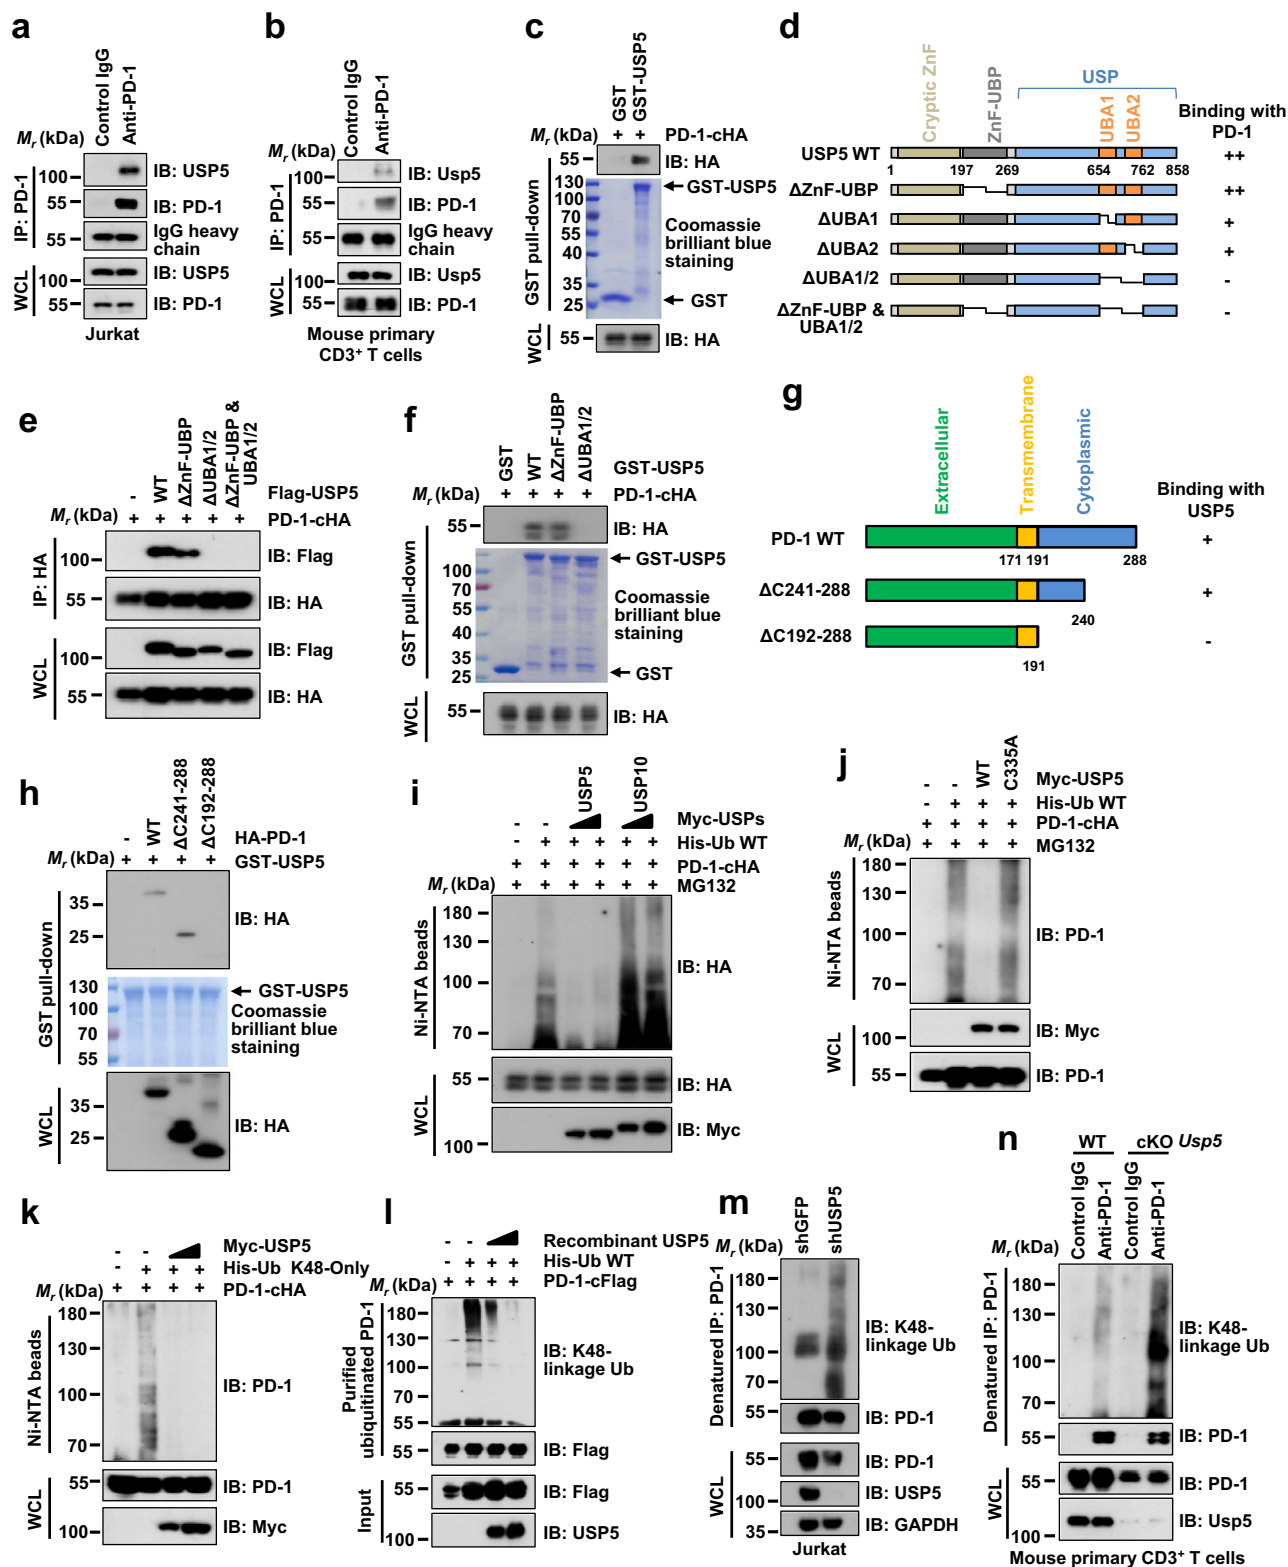 a
Control IgG
Anti-PD-1
Mr (kDa)
IP: PD-1
100
IB: USP5
55
IB: PD-1
55
IgG heavy
chain
WCL
100
IB: USP5
55
IB: PD-1
Jurkat
b
Control IgG
Anti-PD-1
Mr (kDa)
IP: PD-1
100
IB: Usp5
55
IB: PD-1
55
IgG heavy
chain
WCL
100
IB: Usp5
55
IB: PD-1
Mouse primary
CD3+ T cells
c
GST
GST-USP5
Mr (kDa)
+ + PD-1-cHA
GST pull-down
55
IB: HA
130
100
70
55
40
35
25
GST-USP5
Coomassie
brilliant blue
staining
GST
WCL
55
IB: HA
d
Cryptic ZnF
ZnF-UBP
USP
UBA1
UBA2
Binding with
PD-1
USP5 WT
++
1 197 269 654 762 858
ΔZnF-UBP
++
ΔUBA1
+
ΔUBA2
+
ΔUBA1/2
-
ΔZnF-UBP &
UBA1/2
-
e
- WT ΔZnF-UBP ΔUBA1/2 ΔZnF-UBP & UBA1/2
Flag-USP5
Mr (kDa)
+ + + + + PD-1-cHA
IP: HA
100
IB: Flag
55
IB: HA
WCL
100
IB: Flag
55
IB: HA
f
GST WT ΔZnF-UBP ΔUBA1/2
GST-USP5
Mr (kDa)
+ + + + PD-1-cHA
GST pull-down
55
IB: HA
100
70
55
40
35
25
GST-USP5
Coomassie
brilliant blue
staining
GST
WCL
55
IB: HA
g
Extracellular
Transmembrane
Cytoplasmic
Binding with
USP5
PD-1 WT
+
171 191 288
ΔC241-288
+
240
ΔC192-288
-
191
h
- WT ΔC241-288 ΔC192-288
HA-PD-1
Mr (kDa)
+ + + + GST-USP5
GST pull-down
35
25
IB: HA
130
100
70
55
GST-USP5
Coomassie
brilliant blue
staining
WCL
35
25
IB: HA
i
USP5
USP10
- - Myc-USPs
- + + + + + His-Ub WT
+ + + + + + PD-1-cHA
Mr (kDa)
+ + + + + + MG132
Ni-NTA beads
180
130
100
70
IB: HA
WCL
55
IB: HA
100
IB: Myc
j
- - WT C335A
Myc-USP5
- + + + His-Ub WT
+ + + + PD-1-cHA
Mr (kDa)
+ + + + MG132
Ni-NTA beads
180
130
100
70
IB: PD-1
WCL
100
IB: Myc
55
IB: PD-1
k
- - Myc-USP5
- + + + His-Ub K48-Only
Mr (kDa)
+ + + + PD-1-cHA
Ni-NTA beads
180
130
100
70
IB: PD-1
WCL
55
IB: PD-1
100
IB: Myc
l
- - Recombinant USP5
- + + + His-Ub WT
Mr (kDa)
+ + + + PD-1-cFlag
Purified
ubiquitinated PD-1
180
130
100
70
55
IB: K48-
linkage Ub
55
IB: Flag
Input
55
IB: Flag
100
IB: USP5
m
shGFP
shUSP5
Mr (kDa)
Denatured IP: PD-1
180
130
100
70
IB: K48-
linkage Ub
55
IB: PD-1
WCL
55
IB: PD-1
100
IB: USP5
35
IB: GAPDH
Jurkat
n
WT cKO Usp5
Control IgG
Anti-PD-1
Control IgG
Anti-PD-1
Mr (kDa)
Denatured IP: PD-1
180
130
100
70
IB: K48-
linkage Ub
55
IB: PD-1
WCL
55
IB: PD-1
100
IB: Usp5
Mouse primary CD3+ T cells